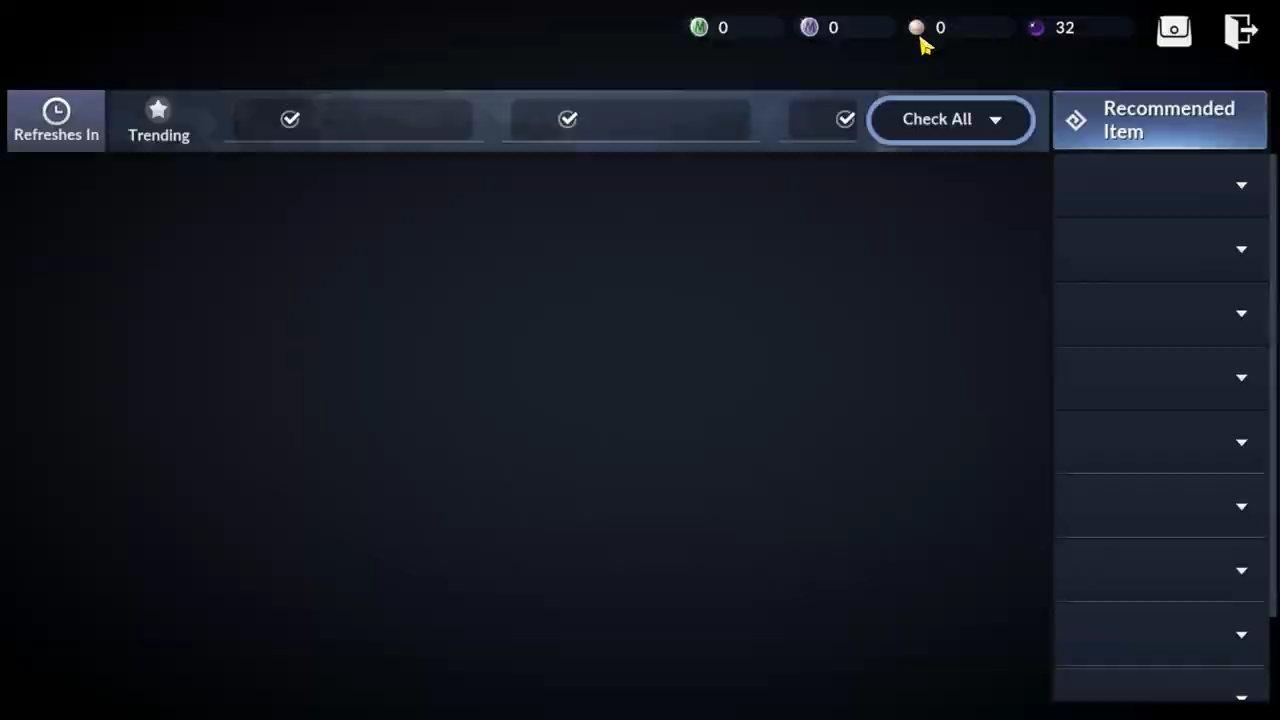 0
0
0
32
Refreshes In
Trending
Check All
Recommended
Item